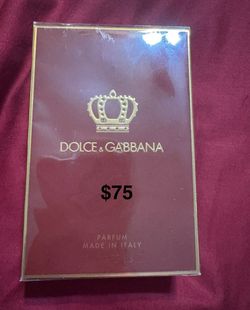 DOLCE & GABBANA
$75
PARFUM
MADE IN ITALY